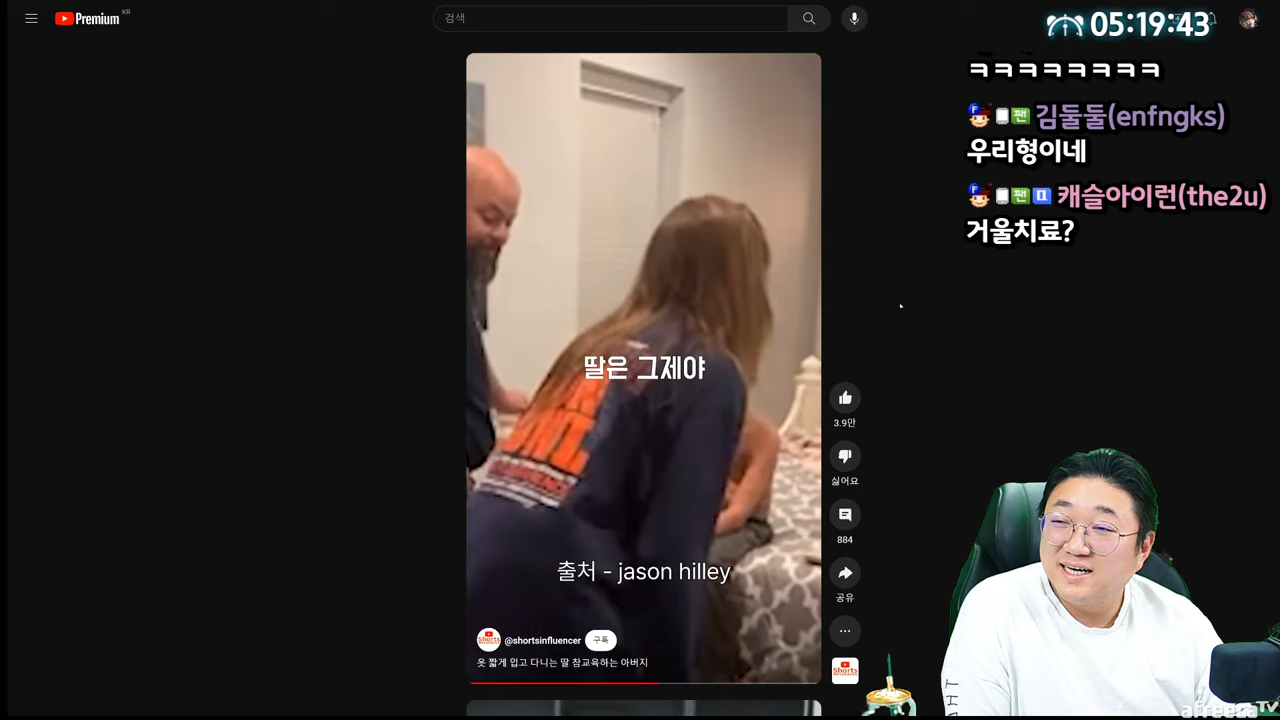 Premium KR
검색
05:19:43
ㅋㅋㅋㅋㅋㅋㅋㅋ
김둘둘(enfngks)
우리형이네
캐슬아이런(the2u)
거울치료?
딸은 그제야
출처 - jason hilley
3.9만
싫어요
884
공유
@shortsinfluencer 구독
옷 짧게 입고 다니는 딸 참교육하는 아버지
Shorts
afreecaTV